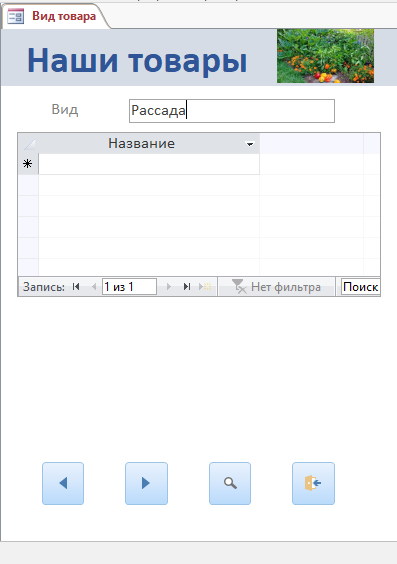 Вид товара
Наши товары
Вид Рассада
Название
Запись: 1 из 1 Нет фильтра Поиск